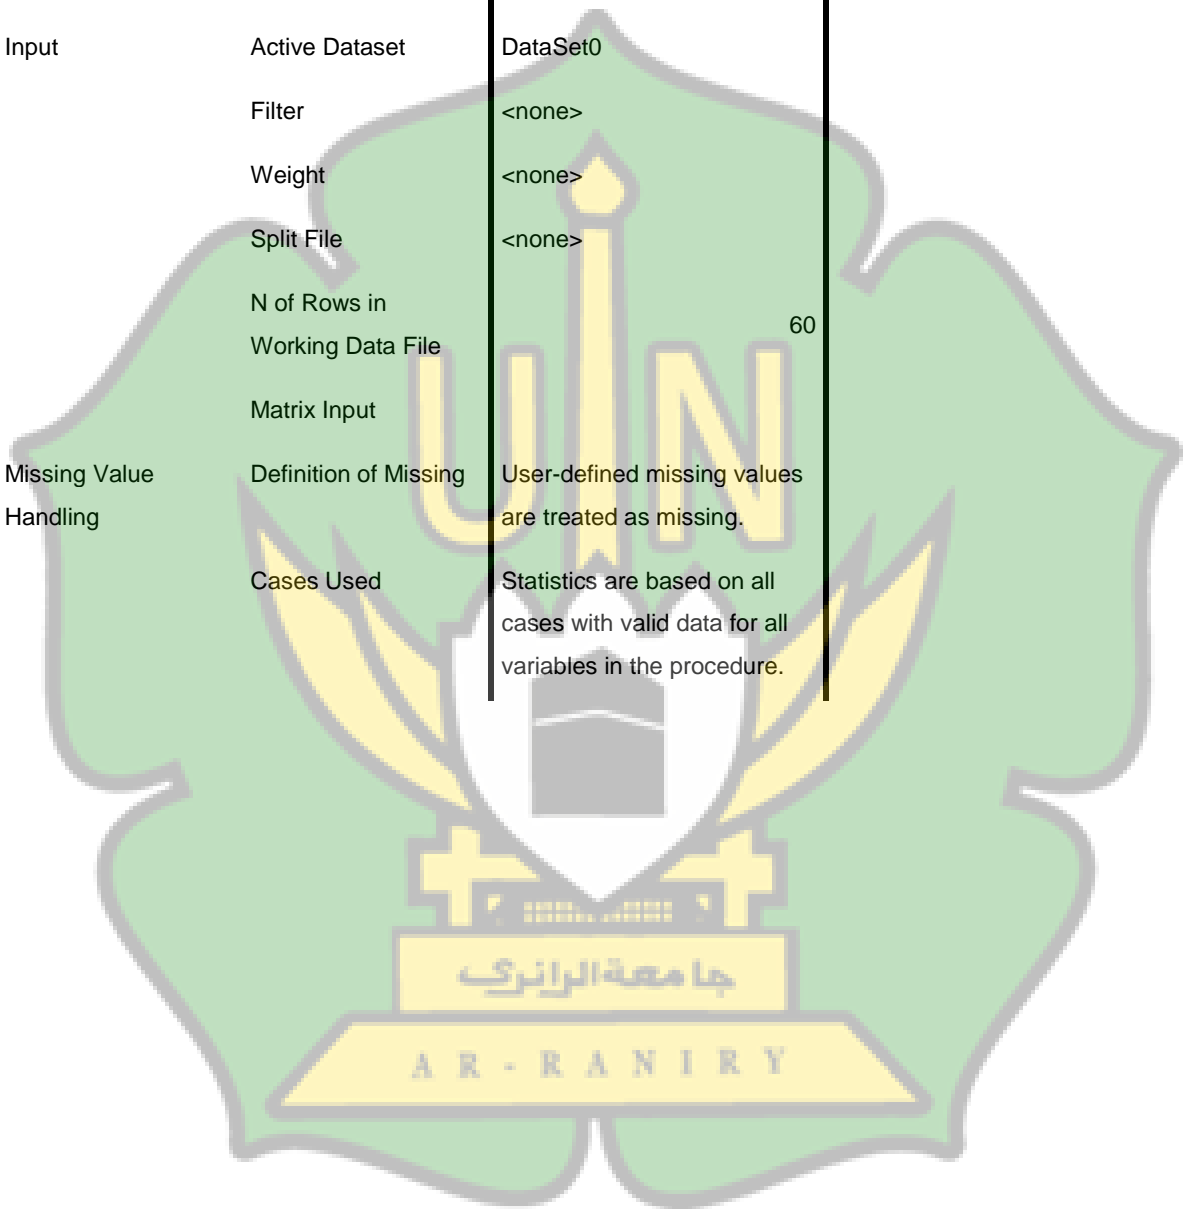 Input Active Dataset DataSet0
Filter <none>
Weight <none>
Split File <none>
N of Rows in
Working Data File 60
Matrix Input
Missing Value Definition of Missing User-defined missing values
Handling are treated as missing.
Cases Used Statistics are based on all
cases with valid data for all
variables in the procedure.
UIN
جامعة الرانري
AR-RANIRY